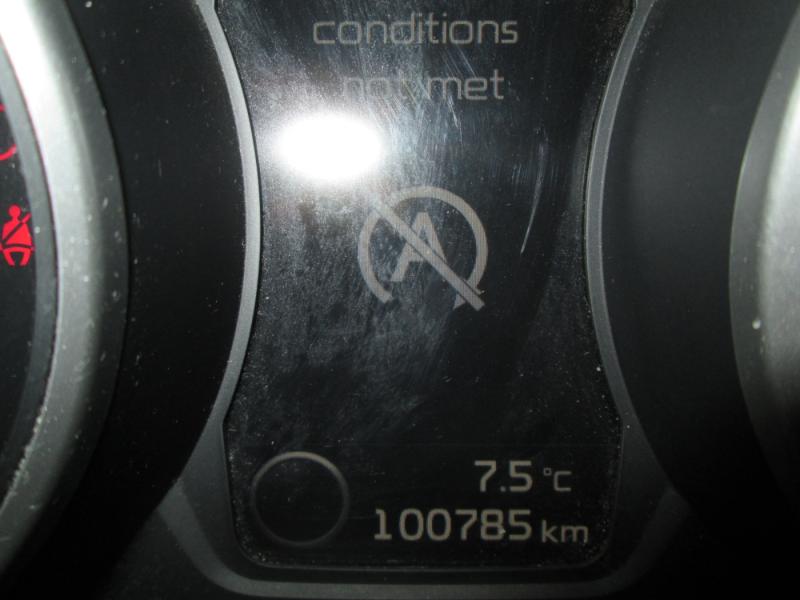 conditions
not met
A
7.5 °C
100785 km